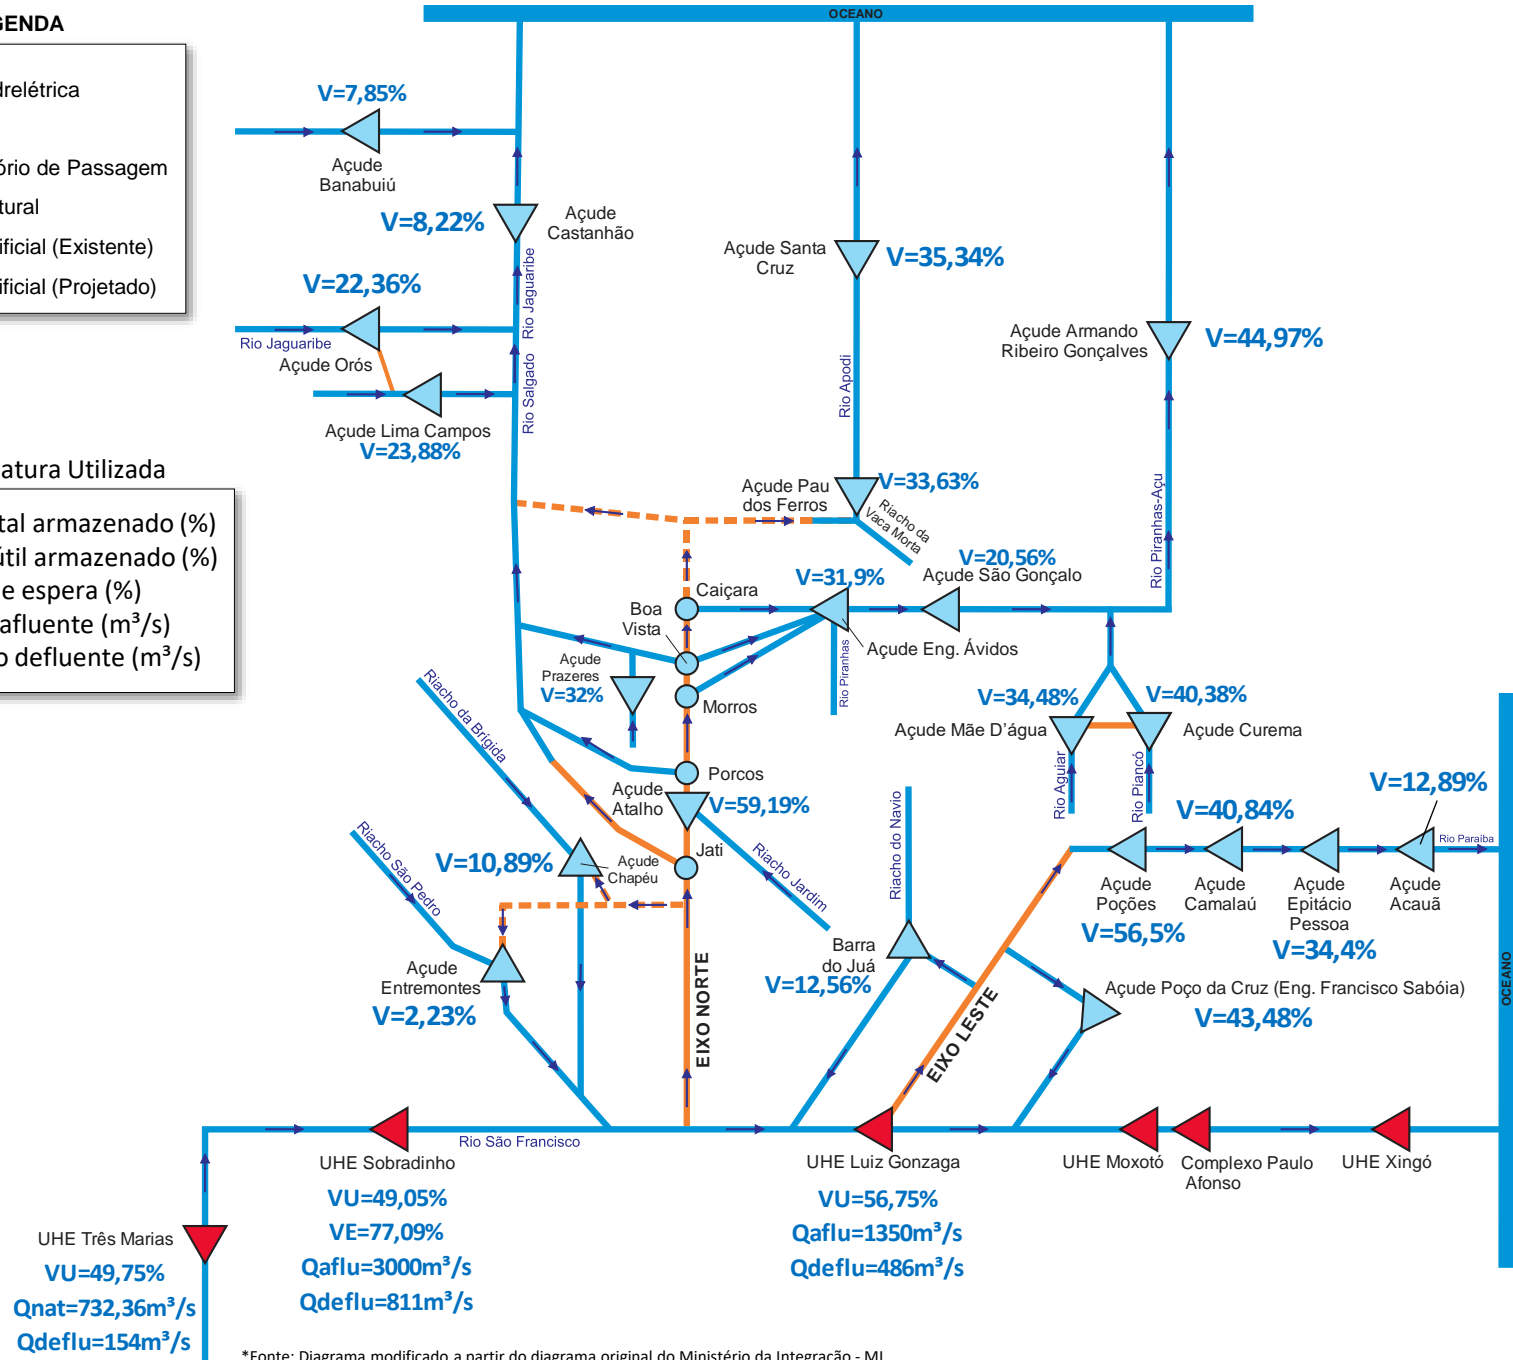 OCEANO
GENDA
drelétrica
ório de Passagem
tural
ificial (Existente)
ificial (Projetado)
V=7,85%
Açude
Banabuiú
V=8,22%
Açude
Castanhão
V=22,36%
Rio Jaguaribe
Açude Orós
Açude Lima Campos
V=23,88%
Rio Jaguaribe
Rio Salgado
Açude Santa
Cruz
V=35,34%
Rio Apodi
Açude Armando
Ribeiro Gonçalves
V=44,97%
Rio Piranhas-Açu
atura Utilizada
tal armazenado (%)
útil armazenado (%)
e espera (%)
afluente (m³/s)
o defluente (m³/s)
Açude Pau
dos Ferros
V=33,63%
Riacho da
Vaca Morta
V=20,56%
Açude São Gonçalo
V=31,9%
Açude Eng. Ávidos
Rio Piranhas
Caiçara
Boa
Vista
Morros
Açude
Prazeres
V=32%
Porcos
Açude
Atalho
V=59,19%
Jati
Riacho Jardim
Riacho da Brígida
Riacho São Pedro
V=10,89%
Açude
Chapéu
Açude
Entremontes
V=2,23%
EIXO NORTE
V=34,48%
Açude Mãe D'água
V=40,38%
Açude Curema
Rio Aguiar
Rio Piancó
V=12,89%
V=40,84%
Rio Paraíba
Açude
Poções
V=56,5%
Açude
Camalaú
Açude
Epitácio
Pessoa
V=34,4%
Açude
Acauã
Riacho do Navio
Barra
do Juá
V=12,56%
EIXO LESTE
Açude Poço da Cruz (Eng. Francisco Sabóia)
V=43,48%
OCEANO
Rio São Francisco
UHE Sobradinho
VU=49,05%
VE=77,09%
Qaflu=3000m³/s
Qdeflu=811m³/s
UHE Luiz Gonzaga
VU=56,75%
Qaflu=1350m³/s
Qdeflu=486m³/s
UHE Moxotó
Complexo Paulo
Afonso
UHE Xingó
UHE Três Marias
VU=49,75%
Qnat=732,36m³/s
Qdeflu=154m³/s
*Fonte: Diagrama modificado a partir do diagrama original do Ministério da Integração - MI